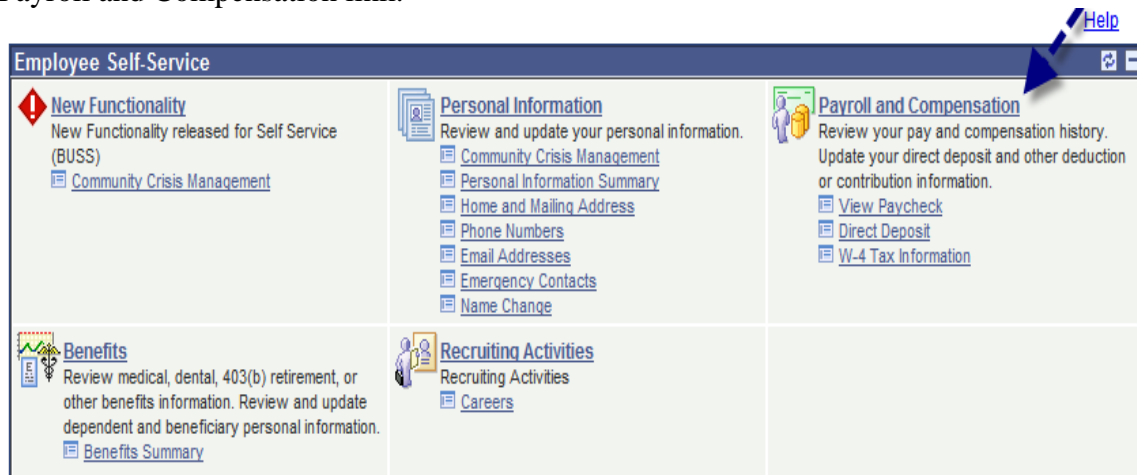 Payroll and Compensation link.
Help
Employee Self-Service
New Functionality
New Functionality released for Self Service
(BUSS)
Community Crisis Management
Personal Information
Review and update your personal information.
Community Crisis Management
Personal Information Summary
Home and Mailing Address
Phone Numbers
Email Addresses
Emergency Contacts
Name Change
Payroll and Compensation
Review your pay and compensation history.
Update your direct deposit and other deduction
or contribution information.
View Paycheck
Direct Deposit
W-4 Tax Information
Benefits
Review medical, dental, 403(b) retirement, or
other benefits information. Review and update
dependent and beneficiary personal information.
Benefits Summary
Recruiting Activities
Recruiting Activities
Careers